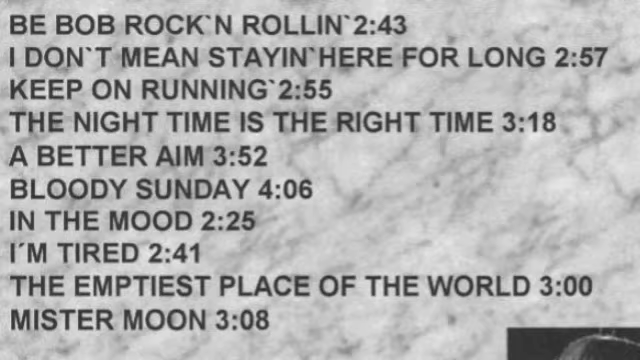 BE BOB ROCK`N ROLLIN` 2:43
I DON`T MEAN STAYIN`HERE FOR LONG 2:57
KEEP ON RUNNING` 2:55
THE NIGHT TIME IS THE RIGHT TIME 3:18
A BETTER AIM 3:52
BLOODY SUNDAY 4:06
IN THE MOOD 2:25
I´M TIRED 2:41
THE EMPTIEST PLACE OF THE WORLD 3:00
MISTER MOON 3:08